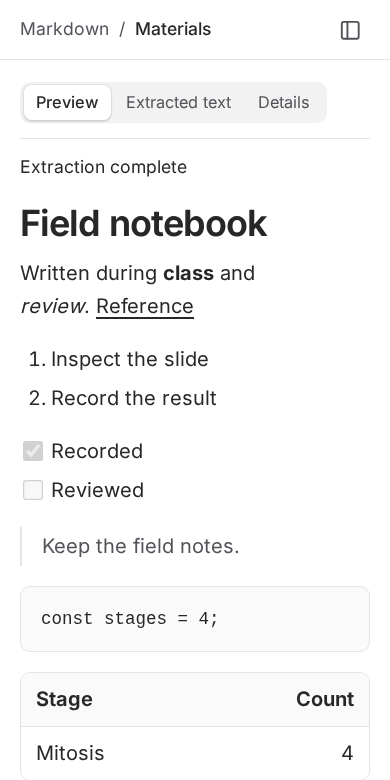 Markdown / Materials
Preview Extracted text Details
Extraction complete
Field notebook
Written during class and
review. Reference
1. Inspect the slide
2. Record the result
Recorded
Reviewed
Keep the field notes.
const stages = 4;
Stage Count
Mitosis 4